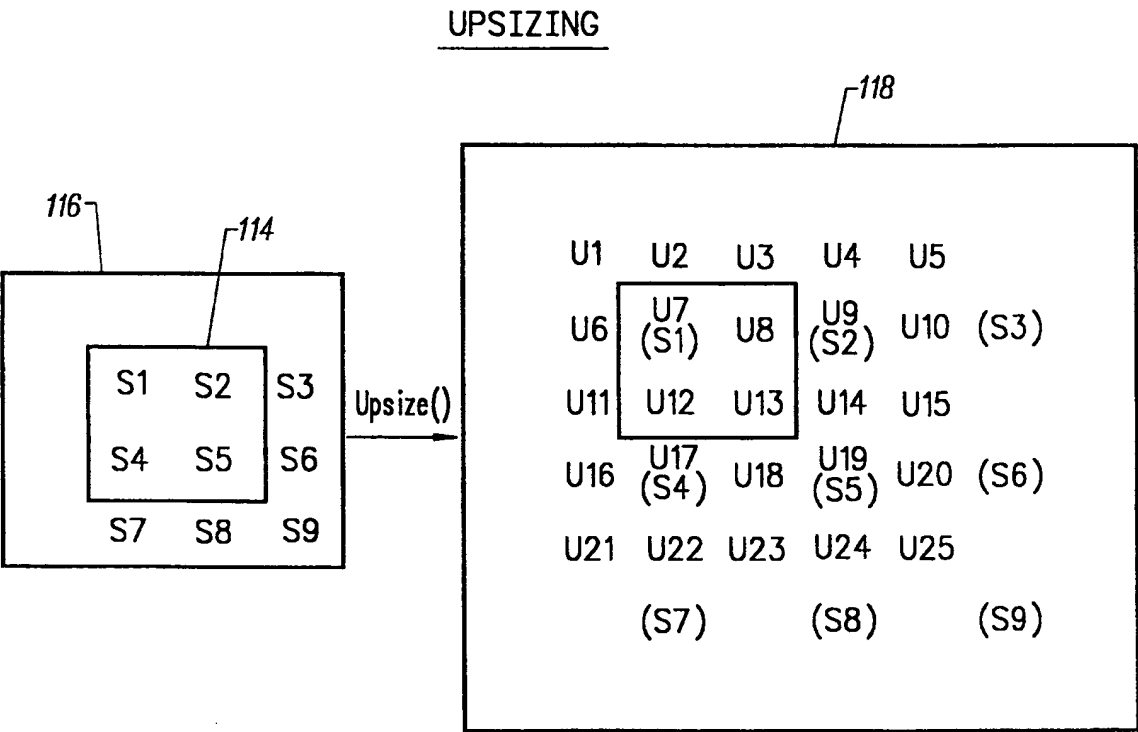 UPSIZING
118
116
114
U1 U2 U3 U4 U5
U6 U7 (S1) U8 U9 (S2) U10 (S3)
S1 S2 S3
Upsize()
U11 U12 U13 U14 U15
S4 S5 S6
U16 U17 (S4) U18 U19 (S5) U20 (S6)
S7 S8 S9
U21 U22 U23 U24 U25
(S7) (S8) (S9)